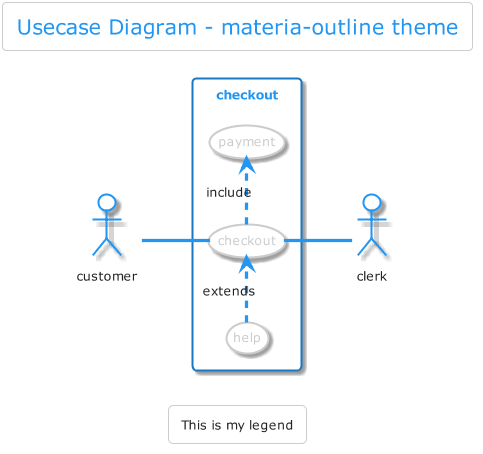 Usecase Diagram - materia-outline theme
checkout
payment
include
checkout
customer
clerk
extends
help
This is my legend